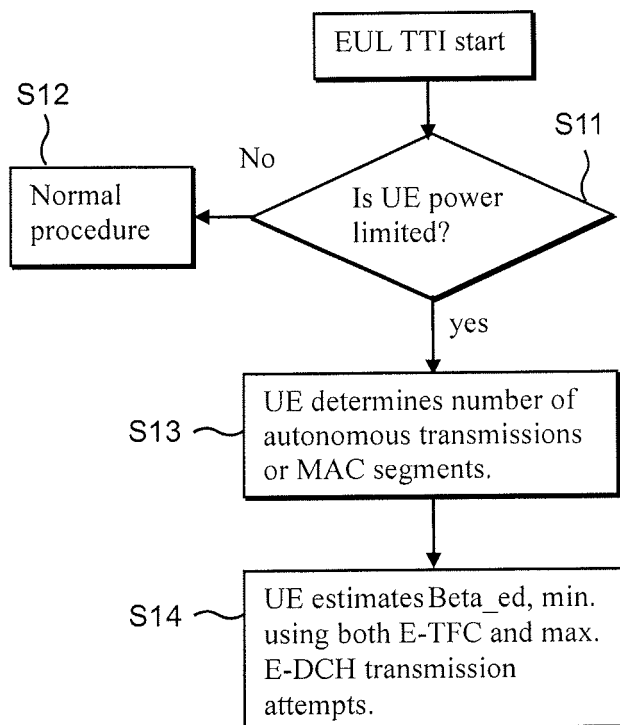 EUL TTI start
S12
S11
No
Normal
procedure
Is UE power
limited?
yes
S13
UE determines number of
autonomous transmissions
or MAC segments.
S14
UE estimates Beta_ed, min.
using both E-TFC and max.
E-DCH transmission
attempts.